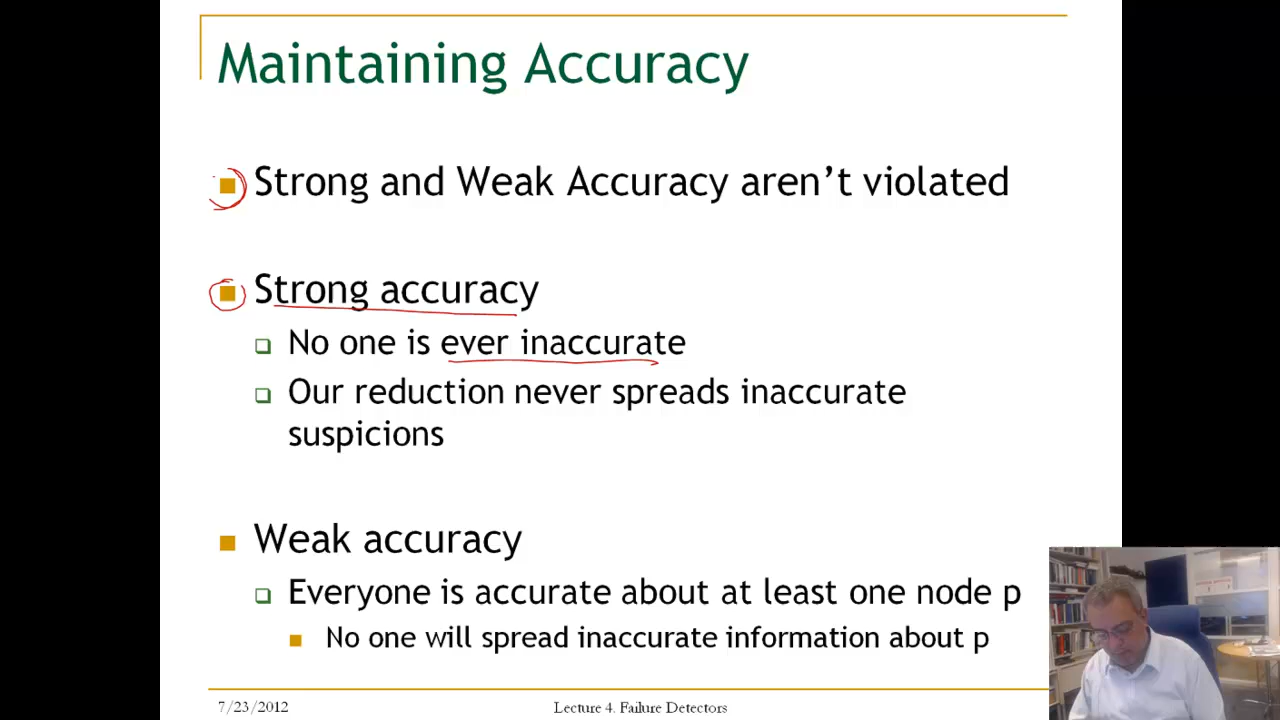 Maintaining Accuracy
Strong and Weak Accuracy aren't violated
Strong accuracy
No one is ever inaccurate
Our reduction never spreads inaccurate
suspicions
Weak accuracy
Everyone is accurate about at least one node p
No one will spread inaccurate information about p
7/23/2012
Lecture 4. Failure Detectors